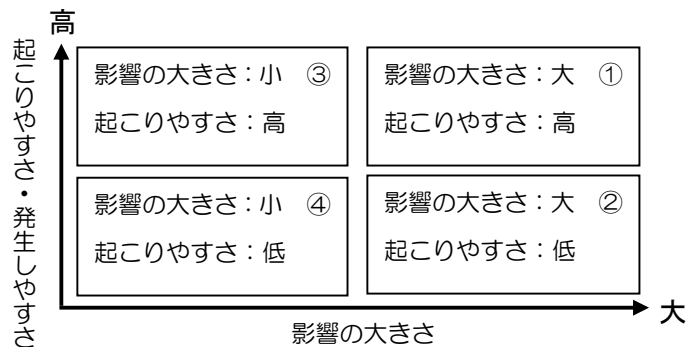 高
起こりやすさ・発生しやすさ
影響の大きさ：小 ③
起こりやすさ：高
影響の大きさ：大 ①
起こりやすさ：高
影響の大きさ：小 ④
起こりやすさ：低
影響の大きさ：大 ②
起こりやすさ：低
大
影響の大きさ